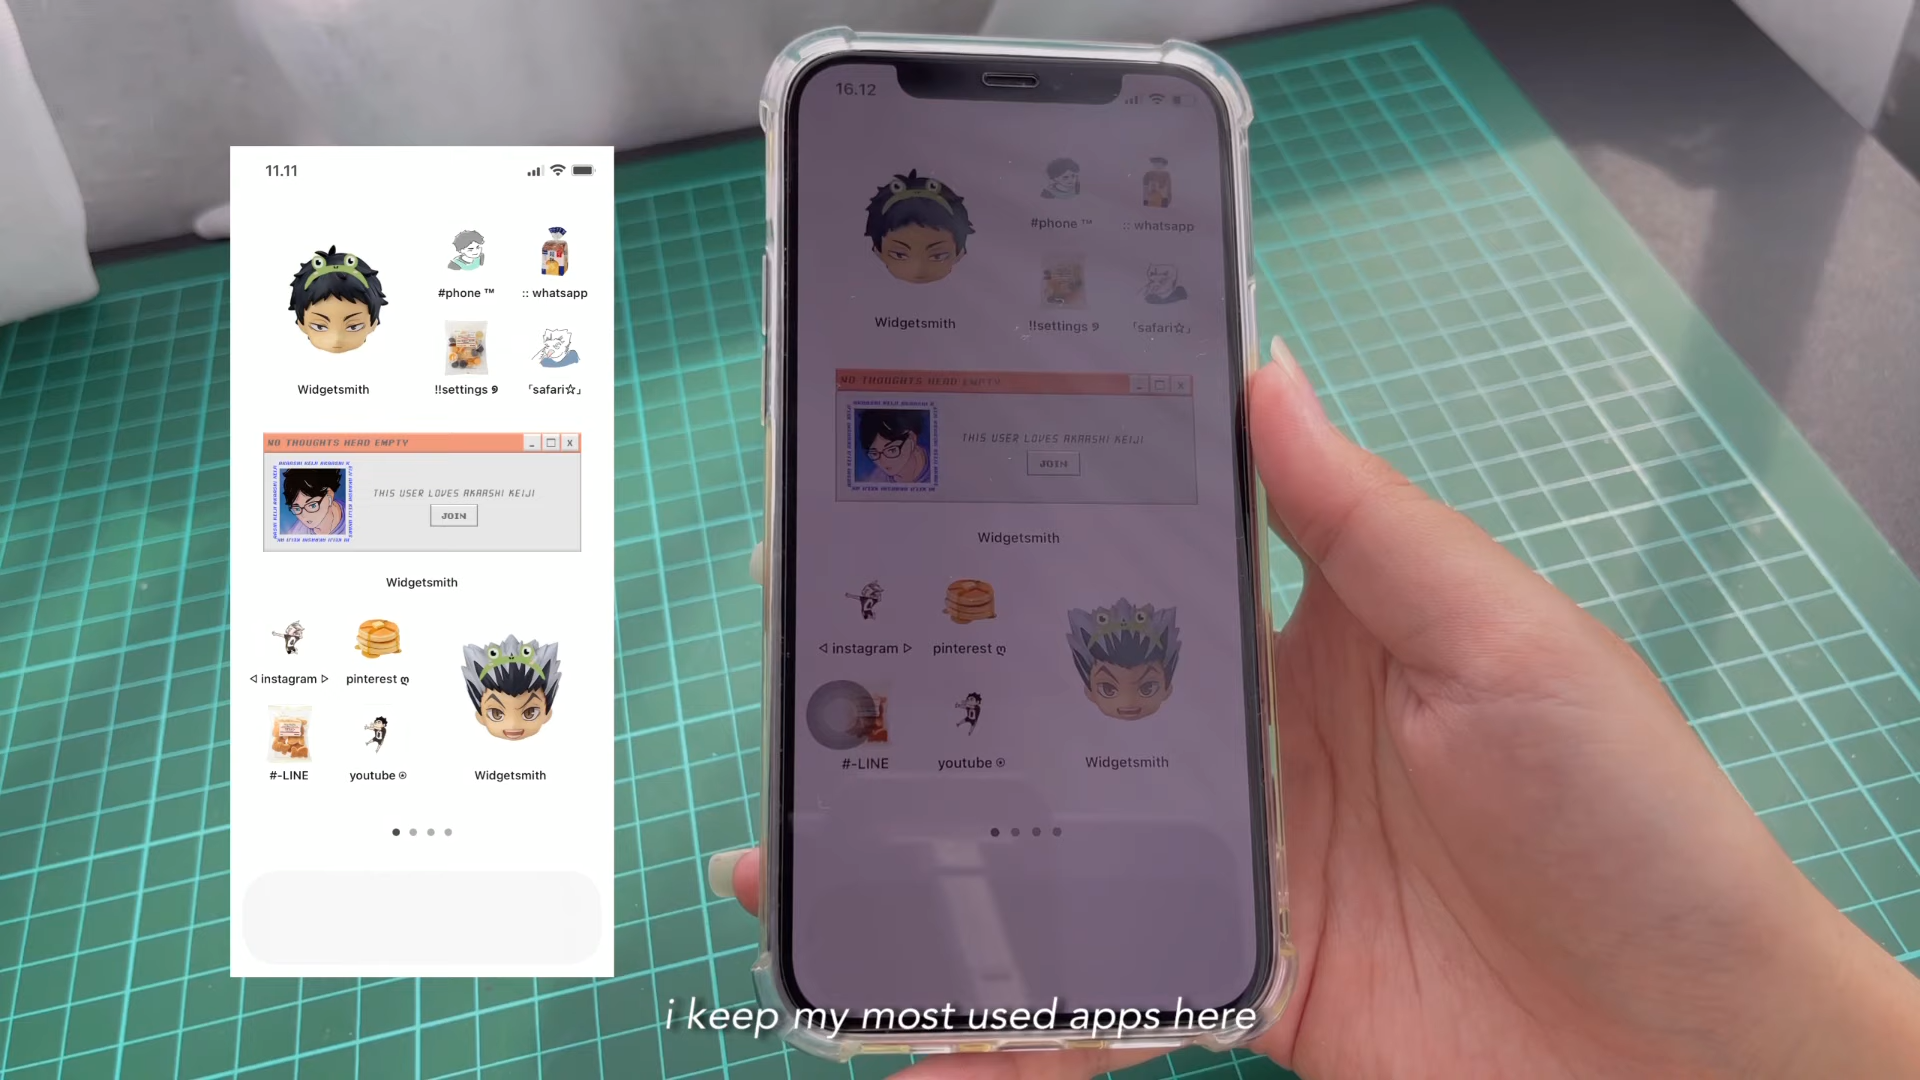 11.11
#phone ™
:: whatsapp
Widgetsmith
!!settings 9
「safari☆」
NO THOUGHTS HEAD EMPTY
THIS USER LOVES AKAASHI KEIJI
JOIN
Widgetsmith
◁ instagram ▷
pinterest ღ
#-LINE
youtube ⍟
Widgetsmith
16.12
#phone ™
:: whatsapp
Widgetsmith
!!settings 9
「safari☆」
NO THOUGHTS HEAD EMPTY
THIS USER LOVES AKAASHI KEIJI
JOIN
Widgetsmith
◁ instagram ▷
pinterest ღ
#-LINE
youtube ⍟
Widgetsmith
i keep my most used apps here